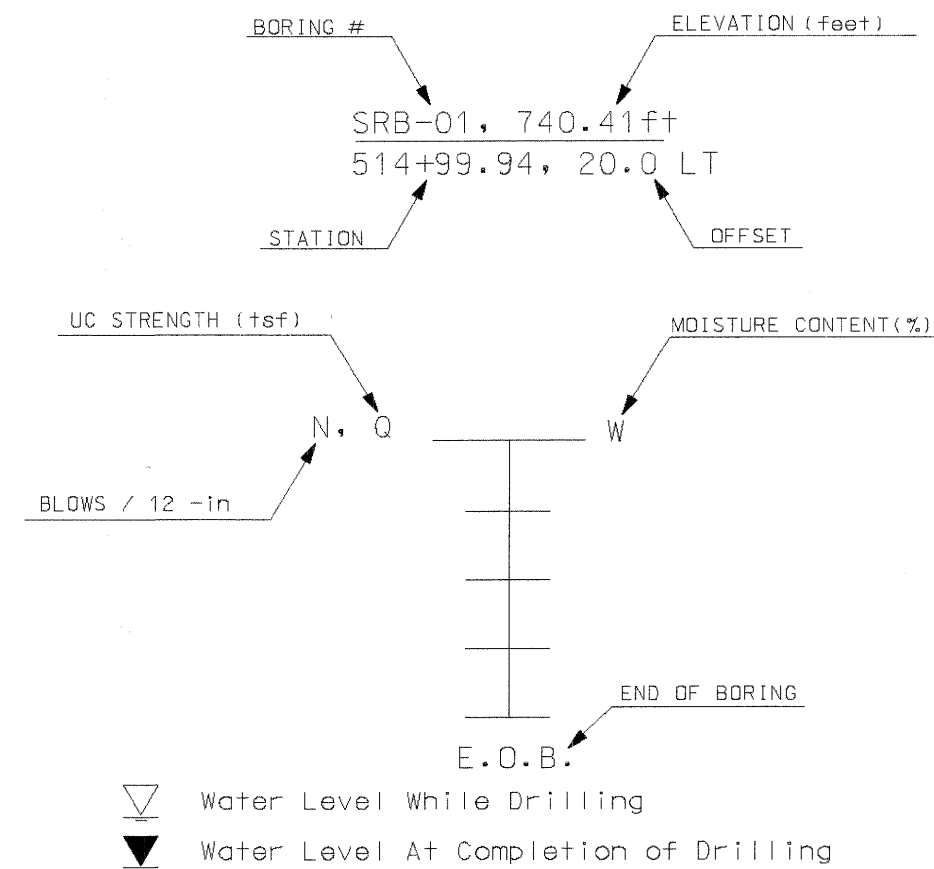 BORING #
ELEVATION (feet)
SRB-01, 740.41ft
514+99.94, 20.0 LT
STATION
OFFSET
UC STRENGTH (tsf)
MOISTURE CONTENT(%)
N, Q
W
BLOWS / 12 -in
END OF BORING
E.O.B.
Water Level While Drilling
Water Level At Completion of Drilling